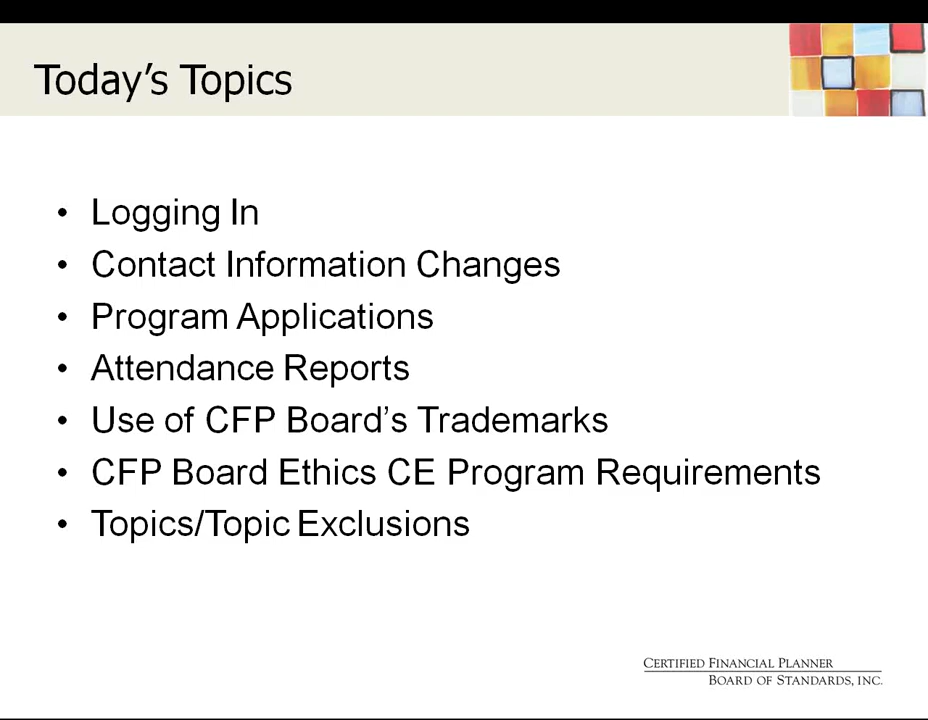 Today’s Topics
• Logging In
• Contact Information Changes
• Program Applications
• Attendance Reports
• Use of CFP Board’s Trademarks
• CFP Board Ethics CE Program Requirements
• Topics/Topic Exclusions
CERTIFIED FINANCIAL PLANNER
BOARD OF STANDARDS, INC.